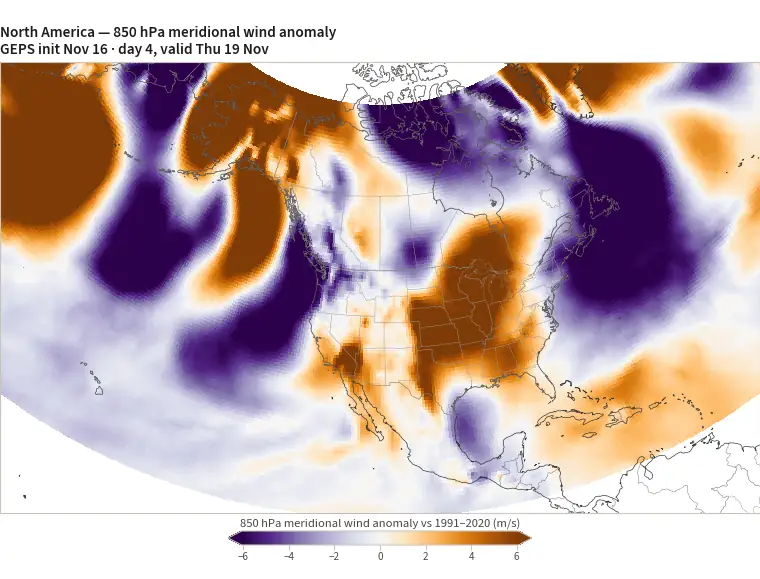 North America — 850 hPa meridional wind anomaly
GEPS init Nov 16 · day 4, valid Thu 19 Nov
850 hPa meridional wind anomaly vs 1991–2020 (m/s)
−6 −4 −2 0 2 4 6